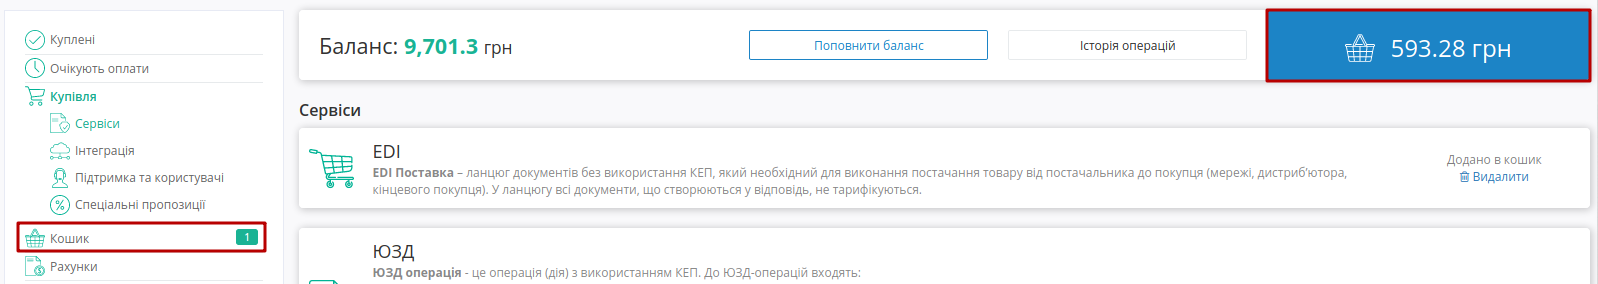 Куплені
Очікують оплати
Купівля
Сервіси
Інтеграція
Підтримка та користувачі
Спеціальні пропозиції
Кошик 1
Рахунки
Баланс: 9,701.3 грн
Поповнити баланс
Історія операцій
593.28 грн
Сервіси
EDI
EDI Поставка – ланцюг документів без використання КЕП, який необхідний для виконання постачання товару від постачальника до покупця (мережі, дистриб'ютора,
кінцевого покупця). У ланцюгу всі документи, що створюються у відповідь, не тарифікуються.
Додано в кошик
Видалити
ЮЗД
ЮЗД операція - це операція (дія) з використанням КЕП. До ЮЗД-операцій входять: